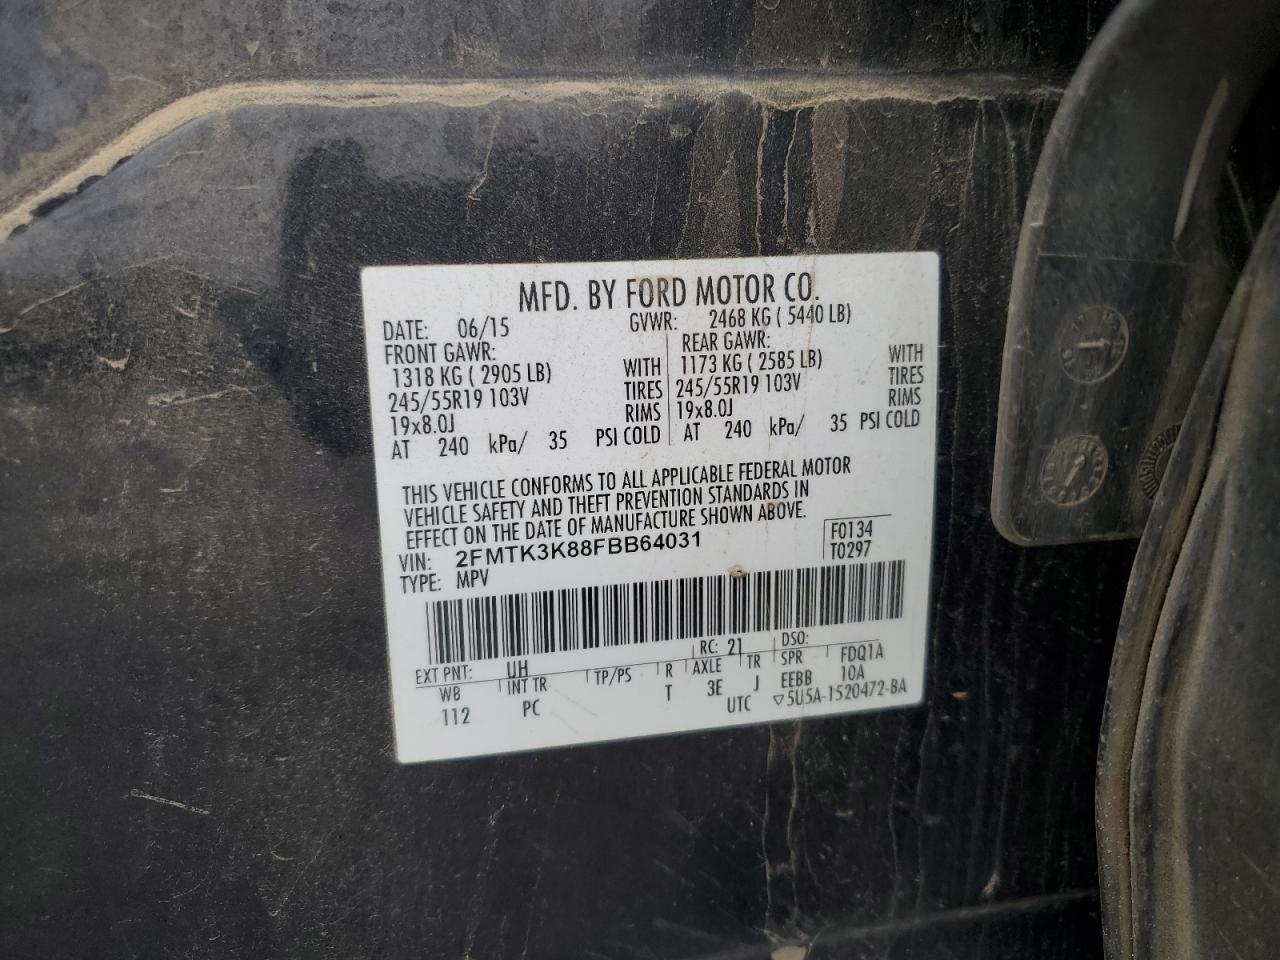 MFD. BY FORD MOTOR CO.
DATE: 06/15 GVWR: 2468 KG ( 5440 LB)
FRONT GAWR: REAR GAWR:
1318 KG ( 2905 LB) WITH 1173 KG ( 2585 LB) WITH
245/55R19 103V TIRES 245/55R19 103V TIRES
19x8.0J RIMS 19x8.0J RIMS
AT 240 kPa/ 35 PSI COLD AT 240 kPa/ 35 PSI COLD
THIS VEHICLE CONFORMS TO ALL APPLICABLE FEDERAL MOTOR
VEHICLE SAFETY AND THEFT PREVENTION STANDARDS IN
EFFECT ON THE DATE OF MANUFACTURE SHOWN ABOVE.
VIN: 2FMTK3K88FBB64031 F0134
TYPE: MPV T0297
EXT PNT: UH RC: 21 DSO: FDQ1A
WB INT TR TP/PS R AXLE TR SPR 10A
112 PC T 3E J EEBB
UTC ▽5U5A-1520472-BA